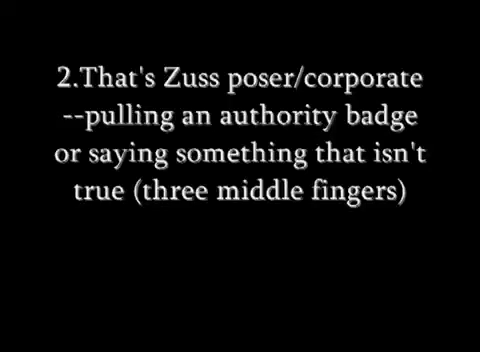 2.That's Zuss poser/corporate
--pulling an authority badge
or saying something that isn't
true (three middle fingers)